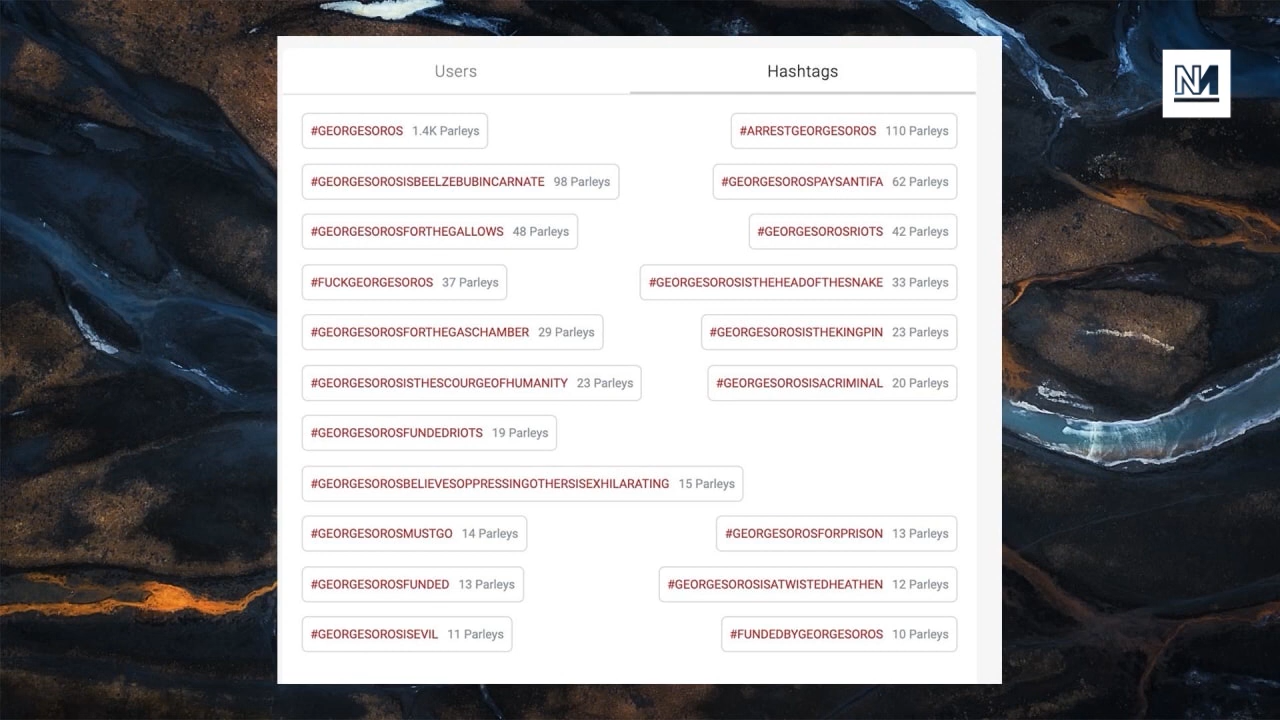 Users Hashtags
#GEORGESOROS 1.4K Parleys #ARRESTGEORGESOROS 110 Parleys
#GEORGESOROSISBEELZEBUBINCARNATE 98 Parleys #GEORGESOROSPAYSANTIFA 62 Parleys
#GEORGESOROSFORTHEGALLOWS 48 Parleys #GEORGESOROSRIOTS 42 Parleys
#FUCKGEORGESOROS 37 Parleys #GEORGESOROSISTHEHEADOFTHESNAKE 33 Parleys
#GEORGESOROSFORTHEGASCHAMBER 29 Parleys #GEORGESOROSISTHEKINGPIN 23 Parleys
#GEORGESOROSISTHESCOURGEOFHUMANITY 23 Parleys #GEORGESOROSISACRIMINAL 20 Parleys
#GEORGESOROSFUNDEDRIOTS 19 Parleys
#GEORGESOROSBELIEVESOPPRESSINGOTHERSISEXHILARATING 15 Parleys
#GEORGESOROSMUSTGO 14 Parleys #GEORGESOROSFORPRISON 13 Parleys
#GEORGESOROSFUNDED 13 Parleys #GEORGESOROSISATWISTEDHEATHEN 12 Parleys
#GEORGESOROSISEVIL 11 Parleys #FUNDEDBYGEORGESOROS 10 Parleys
NM